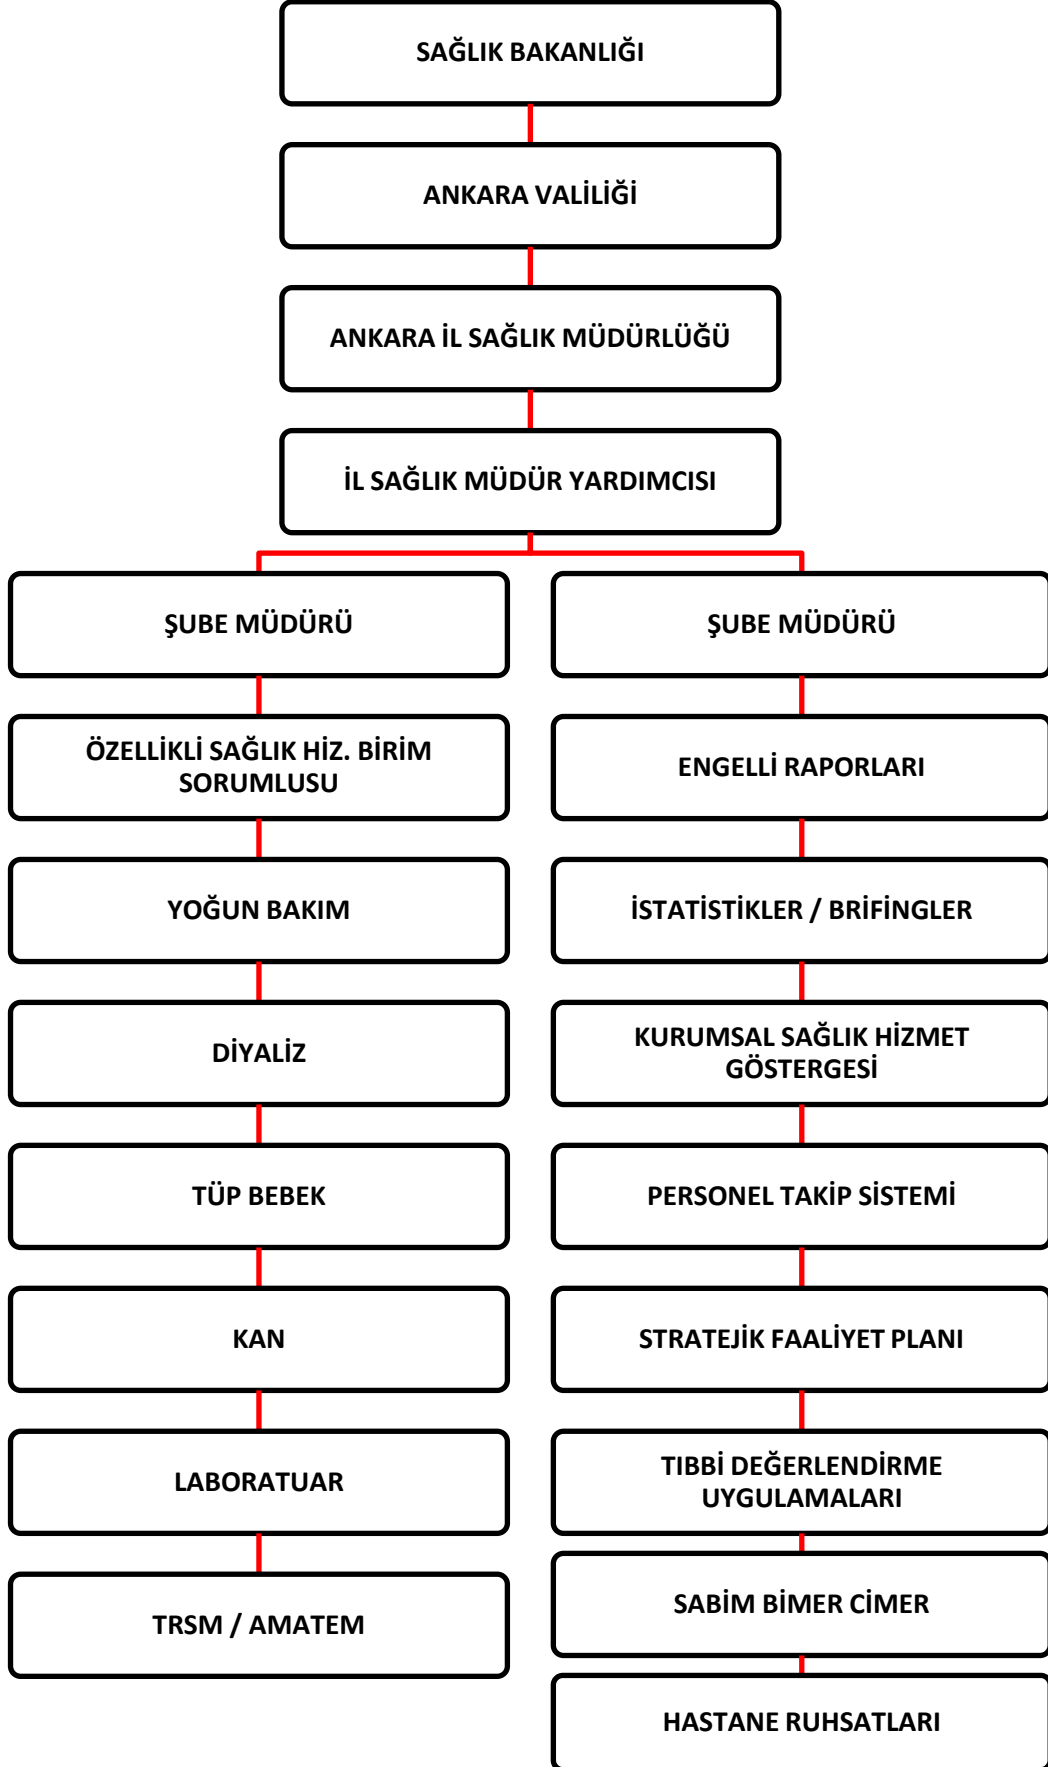 SAĞLIK BAKANLIĞI
ANKARA VALİLİĞİ
ANKARA İL SAĞLIK MÜDÜRLÜĞÜ
İL SAĞLIK MÜDÜR YARDIMCISI
ŞUBE MÜDÜRÜ
ÖZELLİKLİ SAĞLIK HİZ. BİRİM
SORUMLUSU
YOĞUN BAKIM
DİYALİZ
TÜP BEBEK
KAN
LABORATUAR
TRSM / AMATEM
ŞUBE MÜDÜRÜ
ENGELLİ RAPORLARI
İSTATİSTİKLER / BRİFİNGLER
KURUMSAL SAĞLIK HİZMET
GÖSTERGESİ
PERSONEL TAKİP SİSTEMİ
STRATEJİK FAALİYET PLANI
TIBBİ DEĞERLENDİRME
UYGULAMALARI
SABİM BİMER CİMER
HASTANE RUHSATLARI